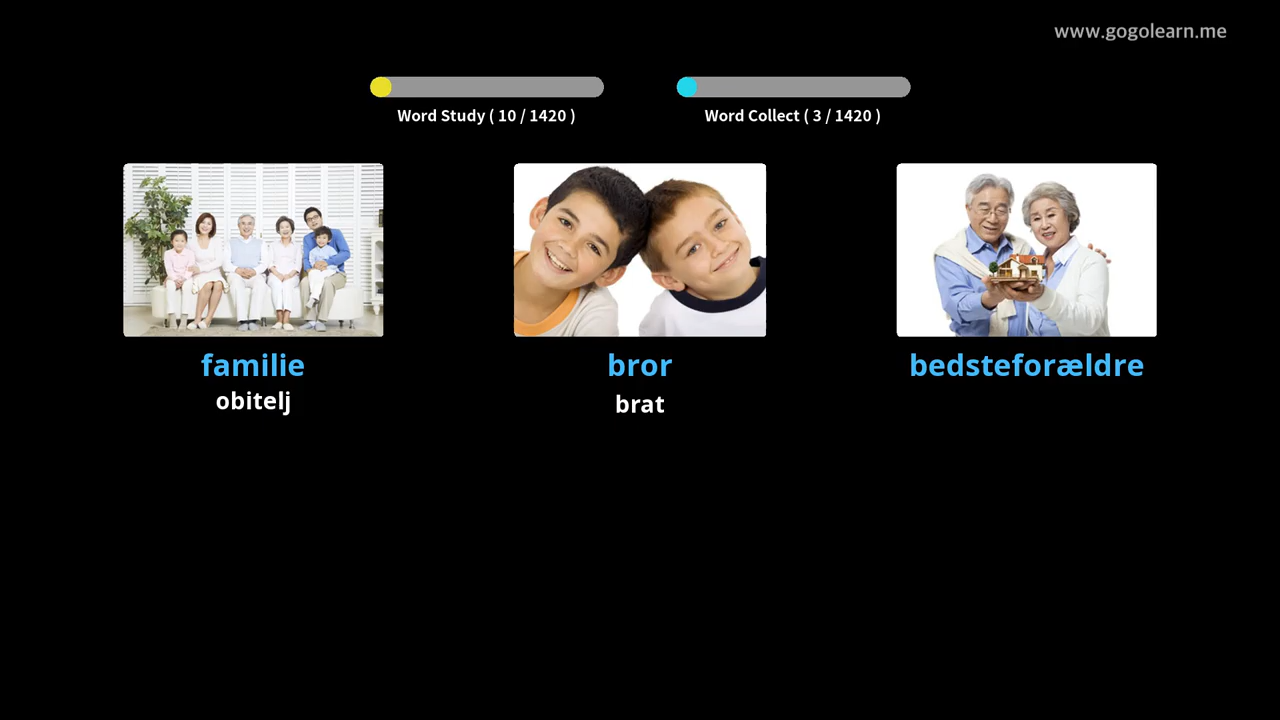 www.gogolearn.me
Word Study ( 10 / 1420 )
Word Collect ( 3 / 1420 )
familie
obitelj
bror
brat
bedsteforældre